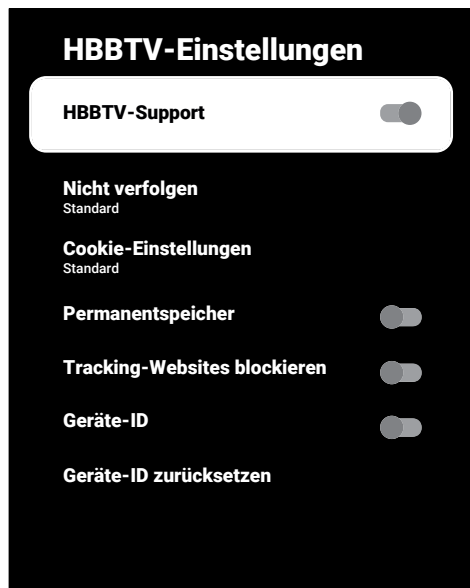 HBBTV-Einstellungen
HBBTV-Support
Nicht verfolgen
Standard
Cookie-Einstellungen
Standard
Permanentspeicher
Tracking-Websites blockieren
Geräte-ID
Geräte-ID zurücksetzen